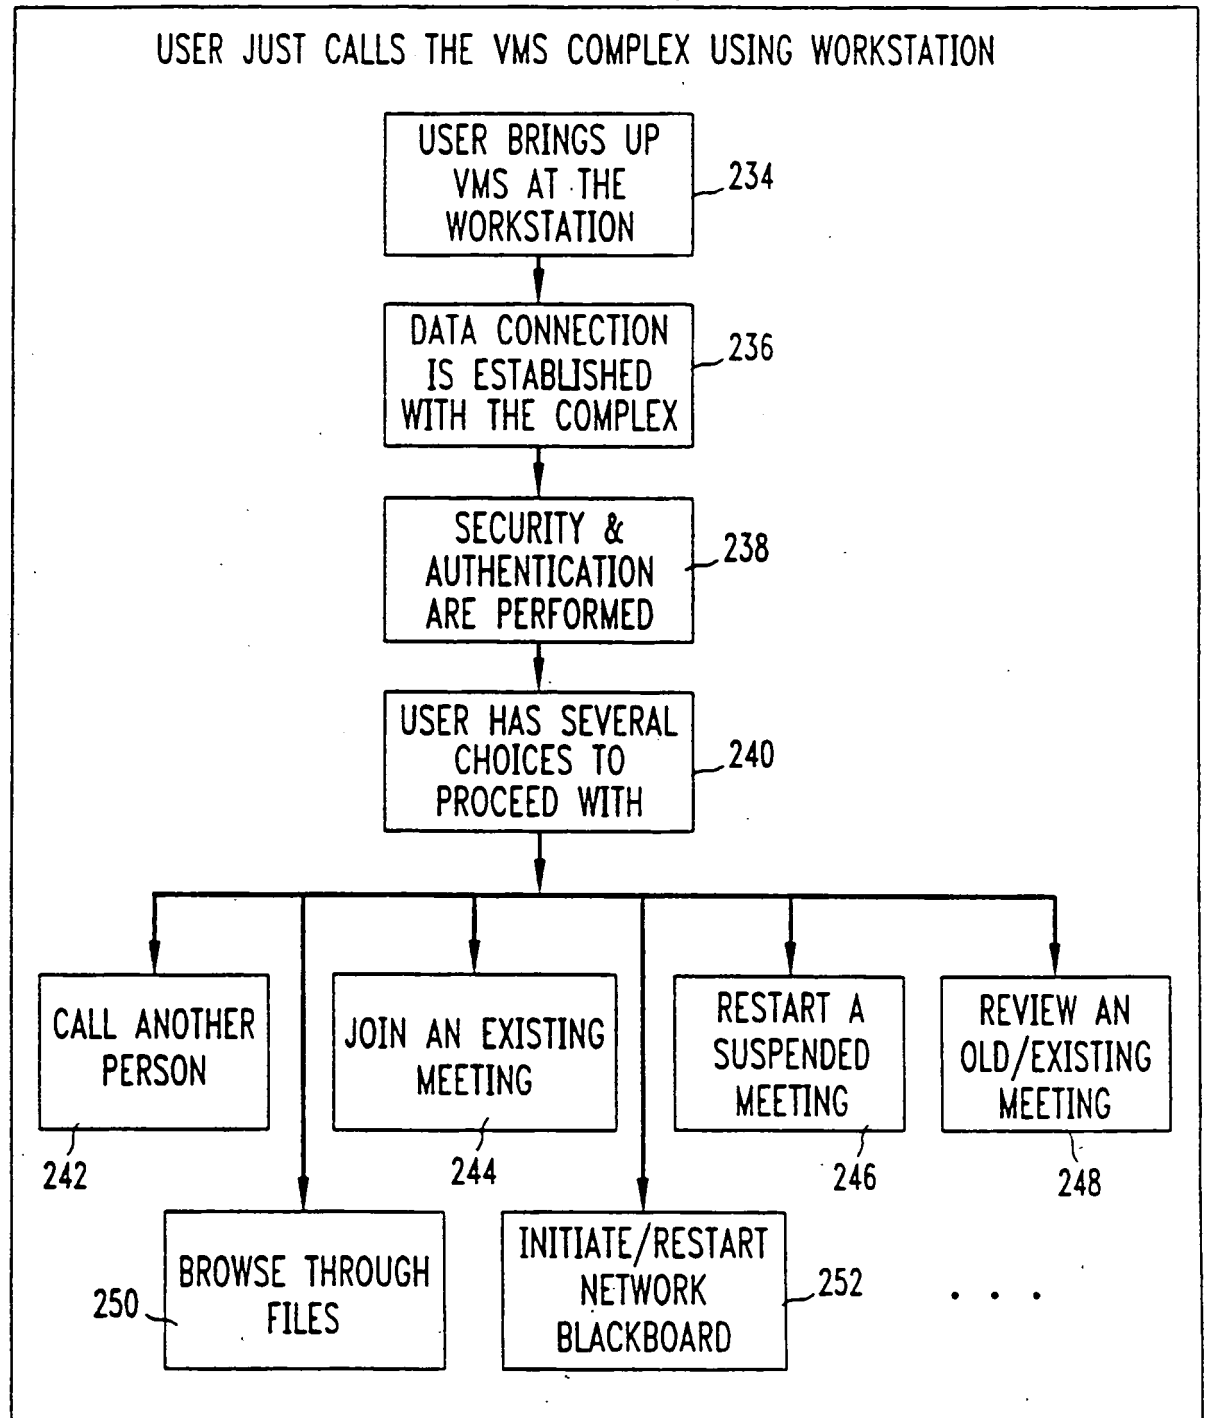 USER JUST CALLS THE VMS COMPLEX USING WORKSTATION
USER BRINGS UP
VMS AT THE
WORKSTATION
234
DATA CONNECTION
IS ESTABLISHED
WITH THE COMPLEX
236
SECURITY &
AUTHENTICATION
ARE PERFORMED
238
USER HAS SEVERAL
CHOICES TO
PROCEED WITH
240
CALL ANOTHER
PERSON
242
JOIN AN EXISTING
MEETING
244
RESTART A
SUSPENDED
MEETING
246
REVIEW AN
OLD/EXISTING
MEETING
248
BROWSE THROUGH
FILES
250
INITIATE/RESTART
NETWORK
BLACKBOARD
252
. . .